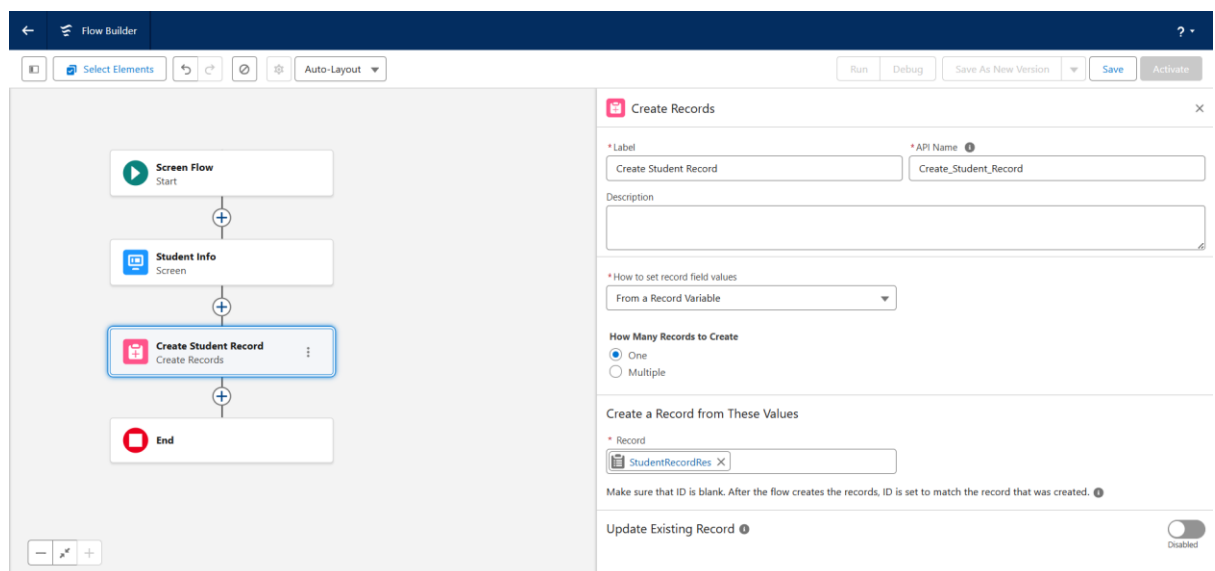 Flow Builder
?
Select Elements
Auto-Layout
Run
Debug
Save As New Version
Save
Activate
Screen Flow
Start
Student Info
Screen
Create Student Record
Create Records
End
Create Records
* Label
Create Student Record
* API Name
Create_Student_Record
Description
* How to set record field values
From a Record Variable
How Many Records to Create
One
Multiple
Create a Record from These Values
* Record
StudentRecordRes
Make sure that ID is blank. After the flow creates the records, ID is set to match the record that was created.
Update Existing Record
Disabled